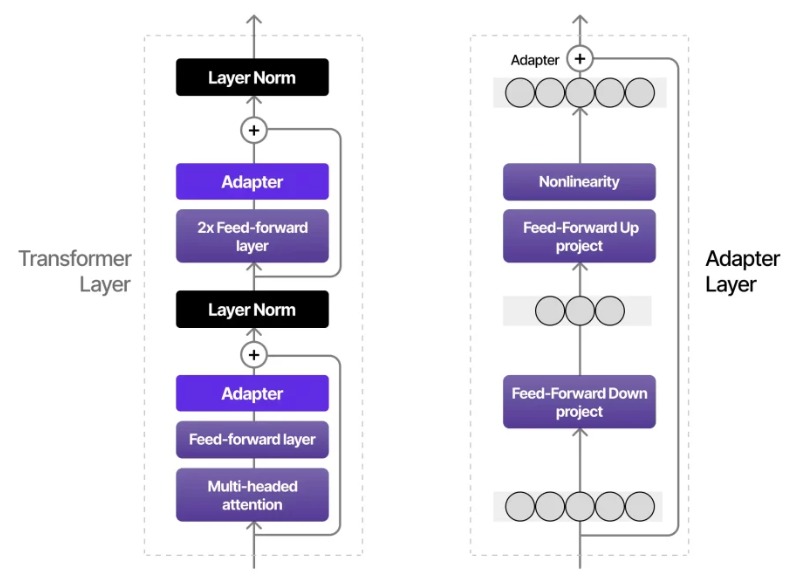 Transformer
Layer
Layer Norm
+
Adapter
2x Feed-forward
layer
Layer Norm
+
Adapter
Feed-forward layer
Multi-headed
attention
Adapter
+
Nonlinearity
Feed-Forward Up
project
Feed-Forward Down
project
Adapter
Layer